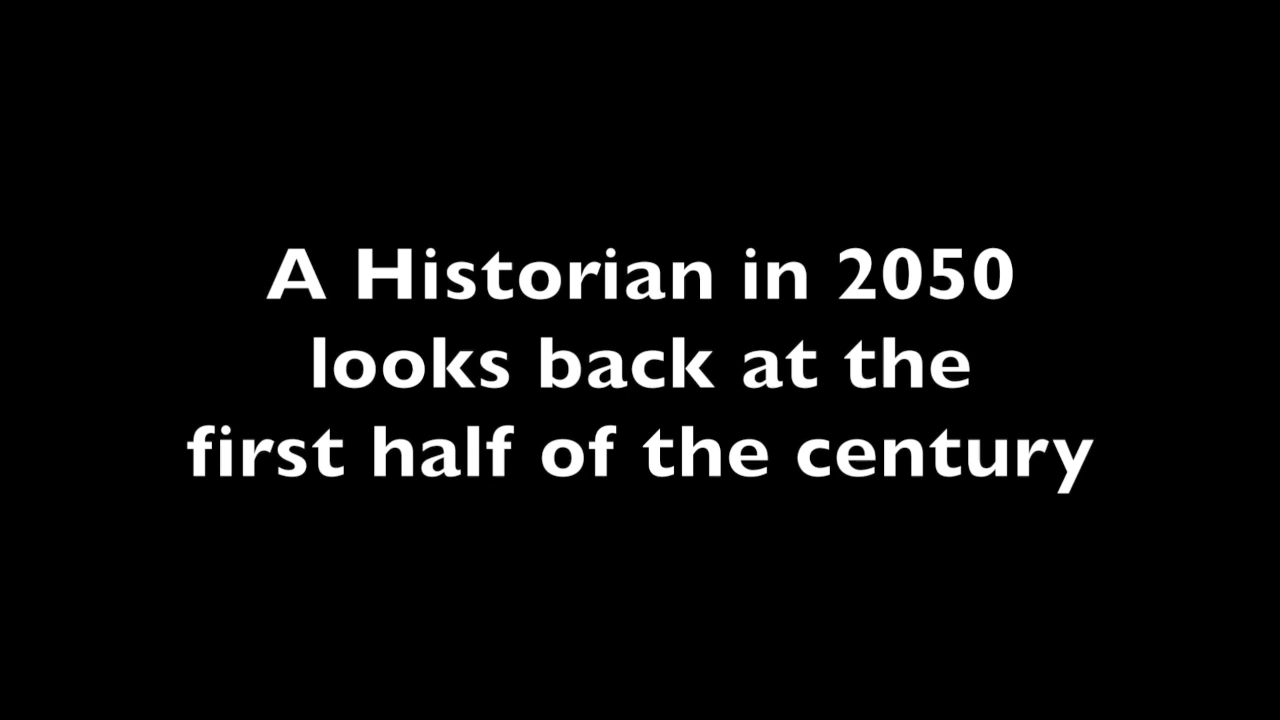 A Historian in 2050
looks back at the
first half of the century